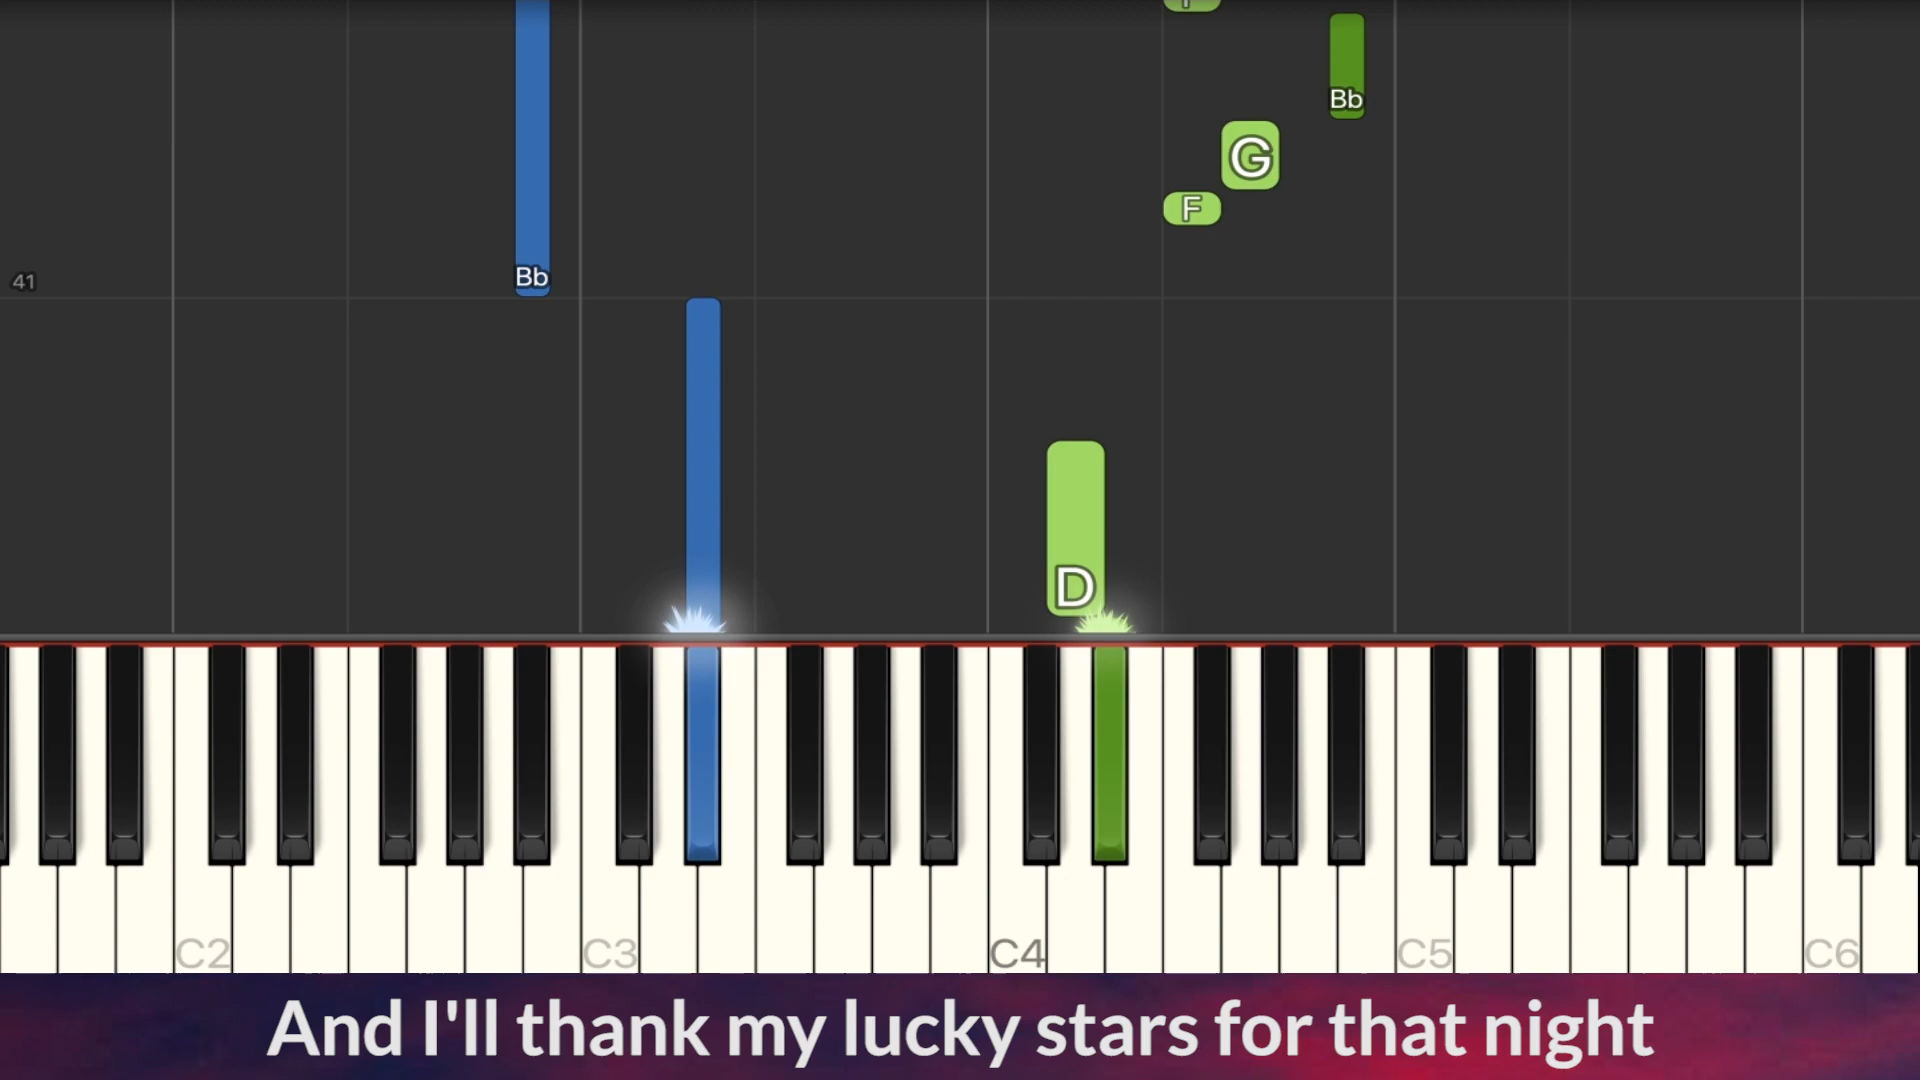 F
Bb
G
F
41
Bb
D
C2
C3
C4
C5
C6
And I'll thank my lucky stars for that night